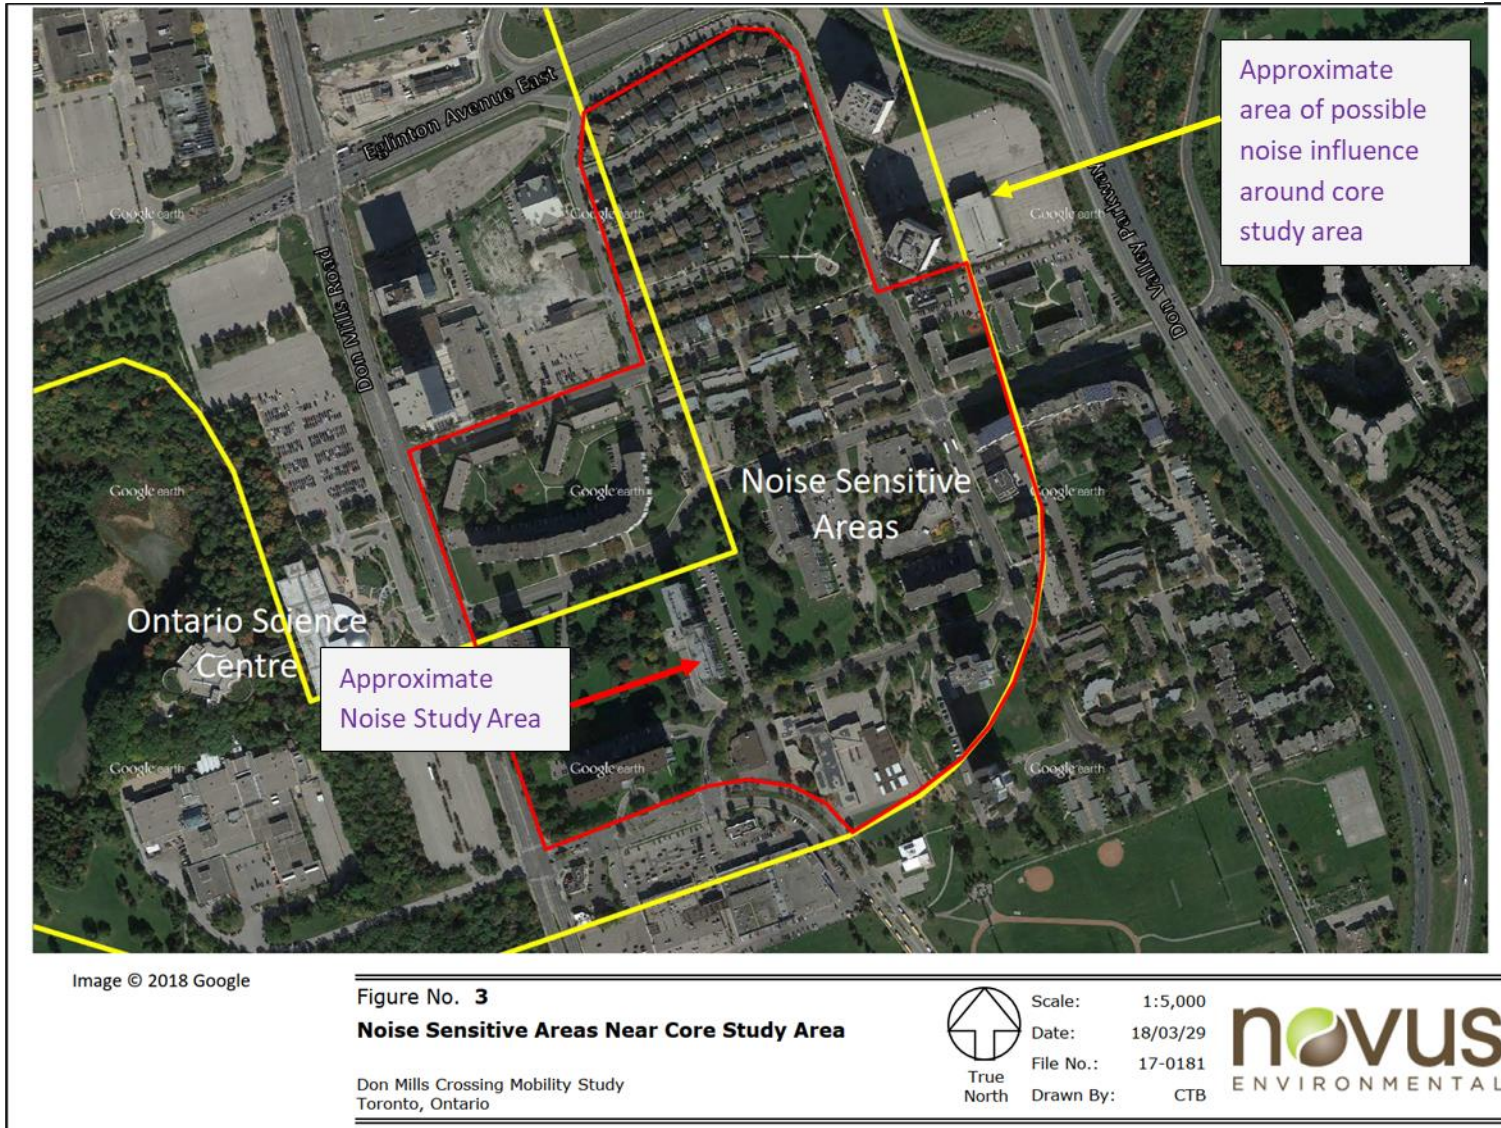 Approximate
area of possible
noise influence
around core
study area
Eglinton Avenue East
Google earth
Google earth
Google earth
Don Mills Road
Don Valley Parkway
Noise Sensitive
Areas
Google earth
Google earth
Google earth
Ontario Science
Centre
Approximate
Noise Study Area
Google earth
Google earth
Google earth
Image © 2018 Google
Figure No. 3
Noise Sensitive Areas Near Core Study Area
Don Mills Crossing Mobility Study
Toronto, Ontario
True
North
Scale: 1:5,000
Date: 18/03/29
File No.: 17-0181
Drawn By: CTB
novus
ENVIRONMENTAL